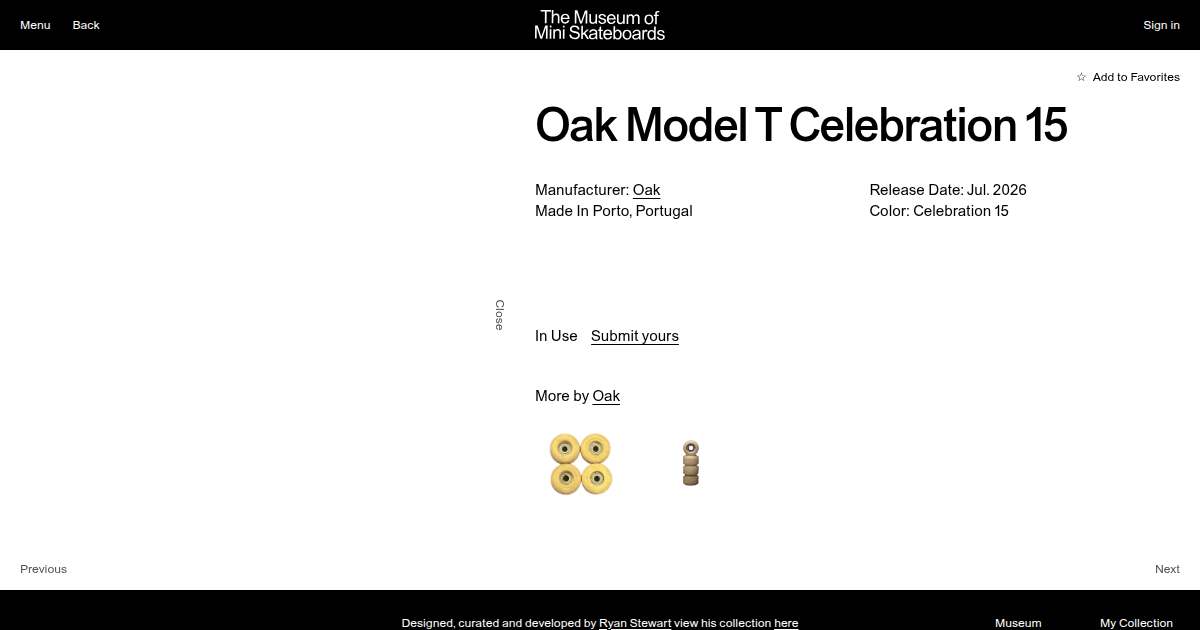 Menu
Back
The Museum of
Mini Skateboards
Sign in
☆ Add to Favorites
Oak Model T Celebration 15
Manufacturer: Oak
Made In Porto, Portugal
Release Date: Jul. 2026
Color: Celebration 15
Close
In Use
Submit yours
More by Oak
Previous
Next
Designed, curated and developed by Ryan Stewart view his collection here
Museum
My Collection